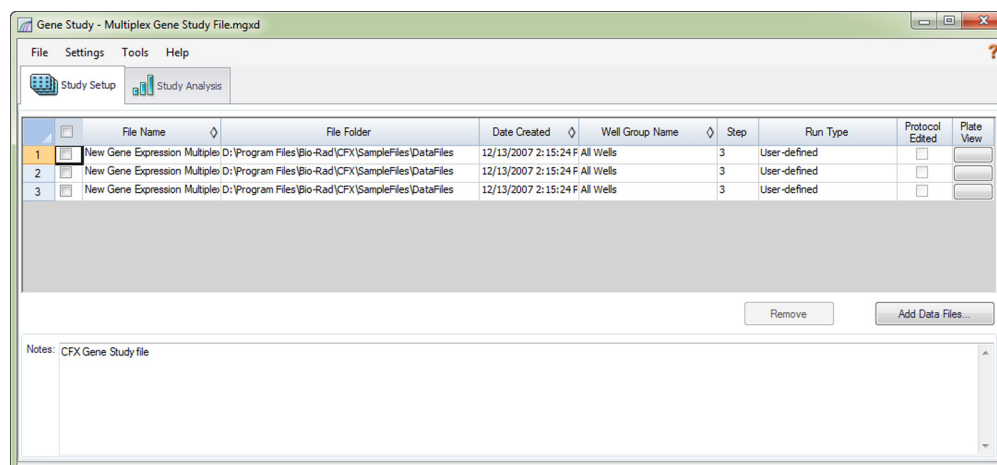 Gene Study - Multiplex Gene Study File.mgxd
File Settings Tools Help ?
Study Setup Study Analysis
File Name File Folder Date Created Well Group Name Step Run Type Protocol Edited Plate View
1 New Gene Expression Multiplex D:\Program Files\Bio-Rad\CFX\SampleFiles\DataFiles 12/13/2007 2:15:24 P All Wells 3 User-defined
2 New Gene Expression Multiplex D:\Program Files\Bio-Rad\CFX\SampleFiles\DataFiles 12/13/2007 2:15:24 P All Wells 3 User-defined
3 New Gene Expression Multiplex D:\Program Files\Bio-Rad\CFX\SampleFiles\DataFiles 12/13/2007 2:15:24 P All Wells 3 User-defined
Remove Add Data Files...
Notes: CFX Gene Study file